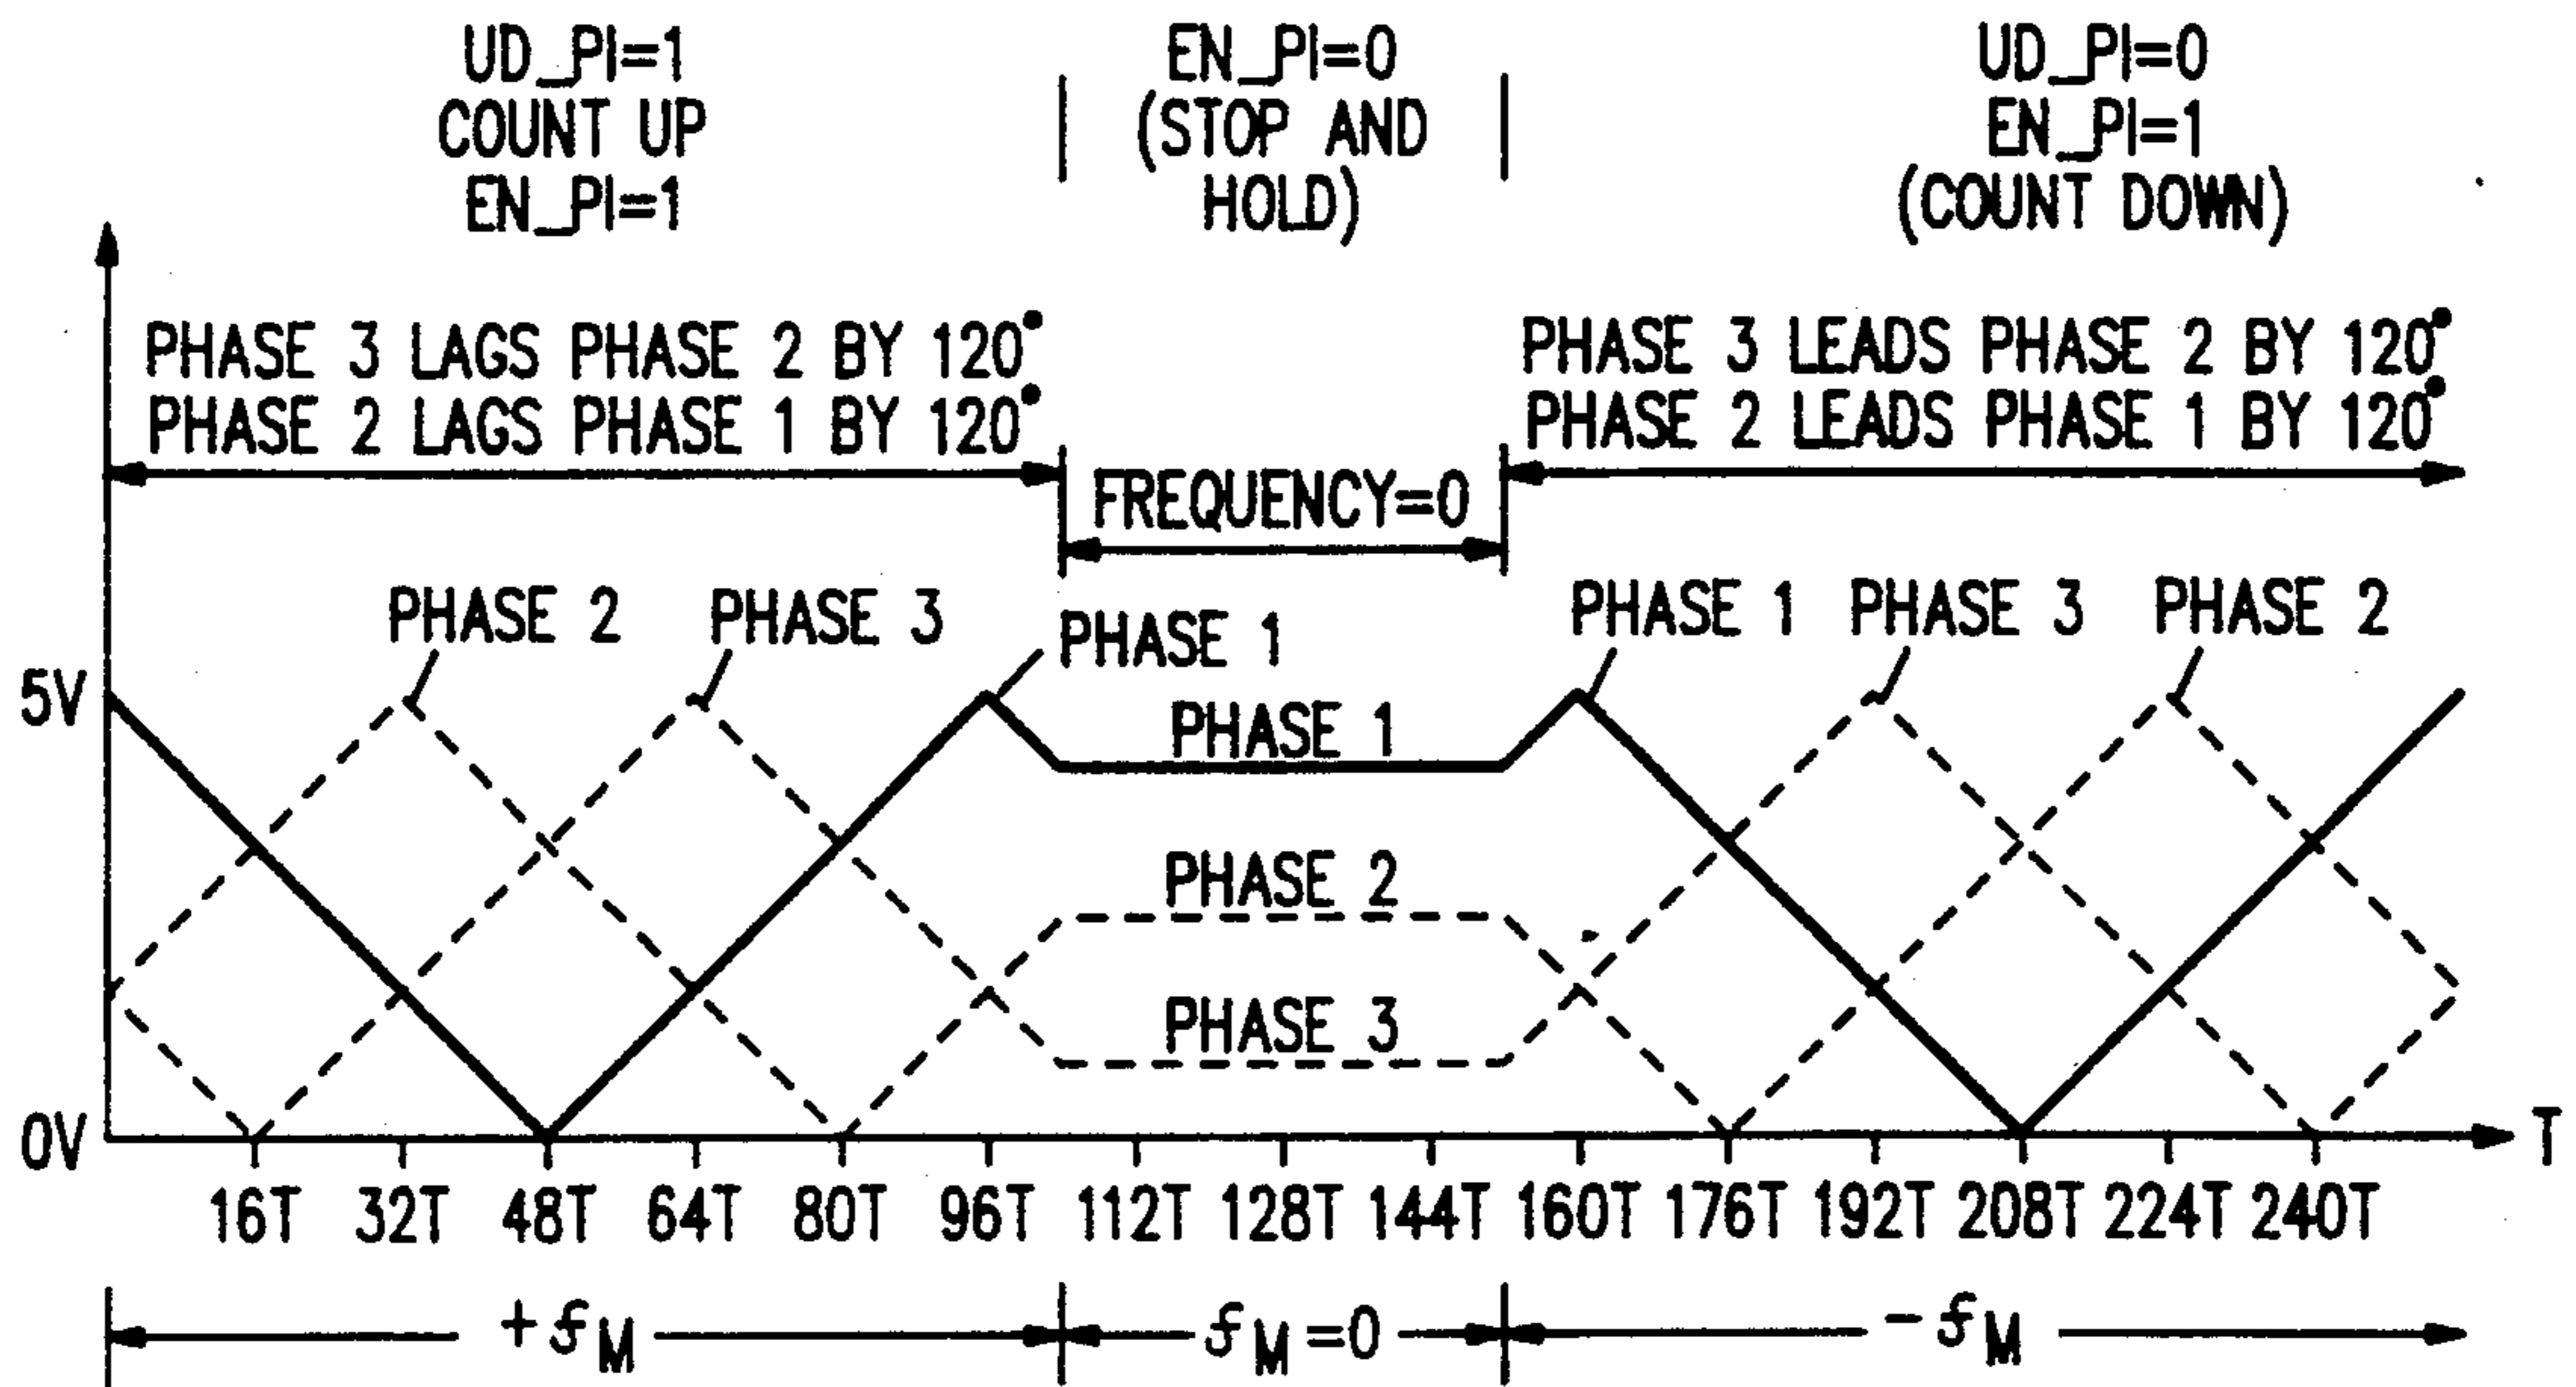 UD_PI=1
COUNT UP
EN_PI=1
EN_PI=0
(STOP AND
HOLD)
UD_PI=0
EN_PI=1
(COUNT DOWN)
PHASE 3 LAGS PHASE 2 BY 120°
PHASE 2 LAGS PHASE 1 BY 120°
FREQUENCY=0
PHASE 3 LEADS PHASE 2 BY 120°
PHASE 2 LEADS PHASE 1 BY 120°
PHASE 2
PHASE 3
PHASE 1
PHASE 1
PHASE 3
PHASE 2
5V
PHASE 1
PHASE 2
PHASE 3
0V
T
16T 32T 48T 64T 80T 96T 112T 128T 144T 160T 176T 192T 208T 224T 240T
+fM
fM=0
-fM